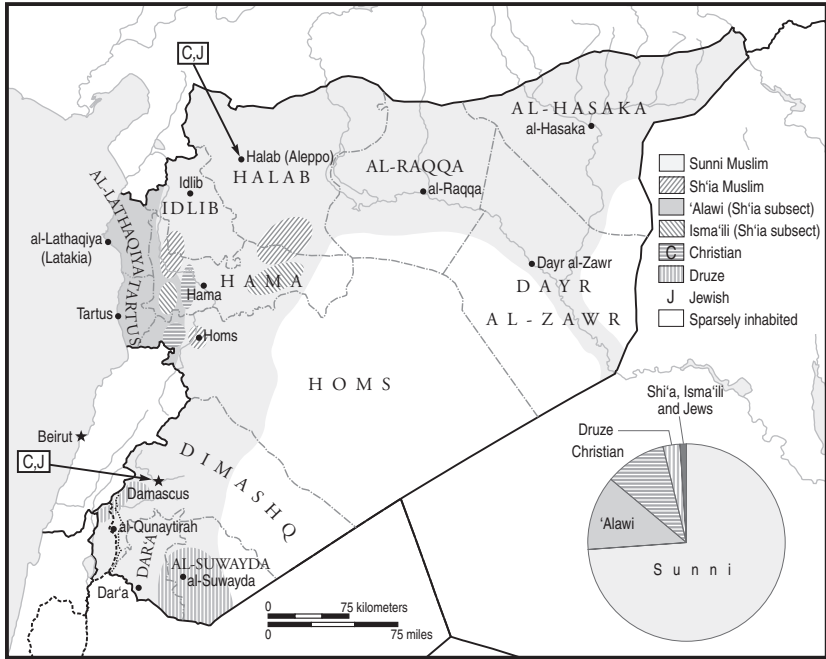 C,J
AL-HASAKA
al-Hasaka
Halab (Aleppo)
HALAB
AL-RAQQA
al-Raqqa
Idlib
IDLIB
AL-LATHAQIYA
al-Lathaqiya
(Latakia)
TARTUS
Tartus
HAMA
Hama
Homs
HOMS
Dayr al-Zawr
DAYR
AL-ZAWR
Sunni Muslim
Sh‘ia Muslim
‘Alawi (Sh‘ia subsect)
Isma‘ili (Sh‘ia subsect)
C Christian
Druze
J Jewish
Sparsely inhabited
Beirut
C,J
DIMASHQ
Damascus
al-Qunaytirah
DAR‘A
Dar‘a
AL-SUWAYDA
al-Suwayda
0 75 kilometers
0 75 miles
Shi‘a, Isma‘ili
and Jews
Druze
Christian
‘Alawi
Sunni